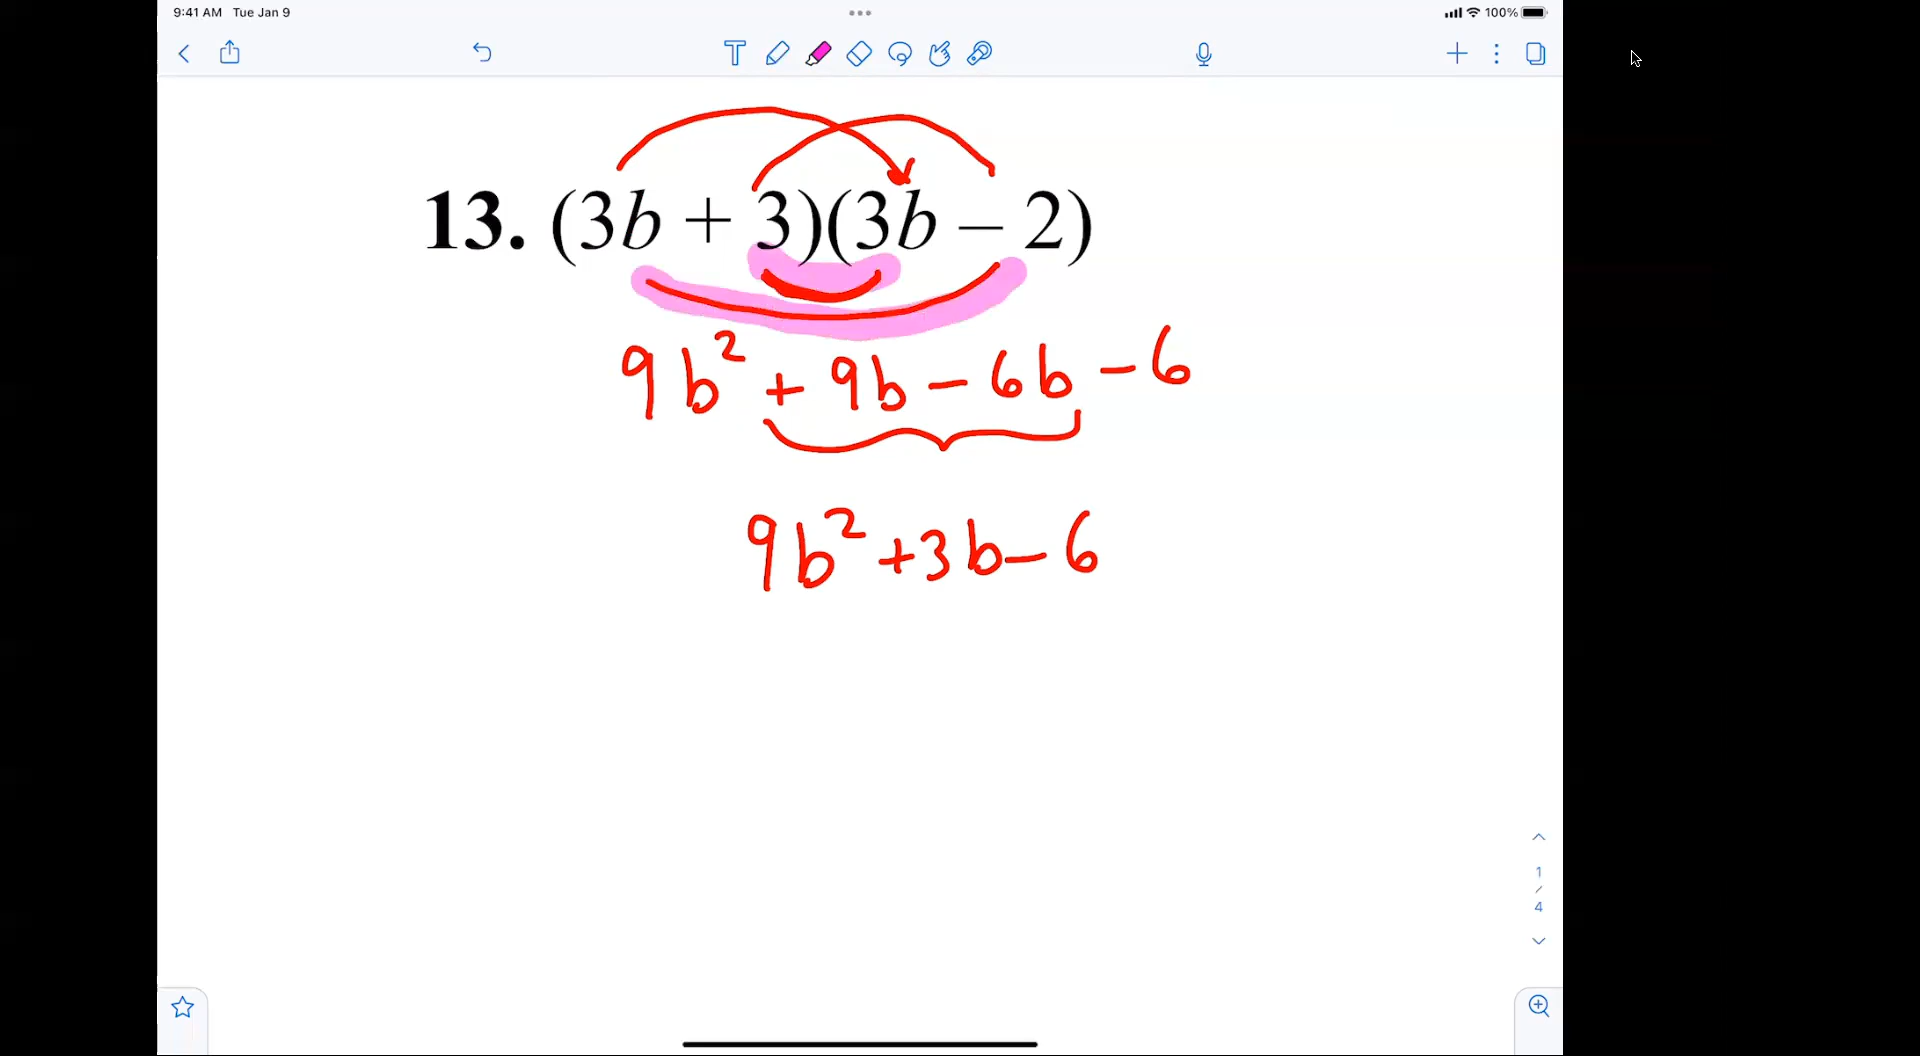 9:41 AM Tue Jan 9 100%
13. (3b + 3)(3b – 2)
9b² + 9b – 6b – 6
9b² + 3b – 6
1
/
4